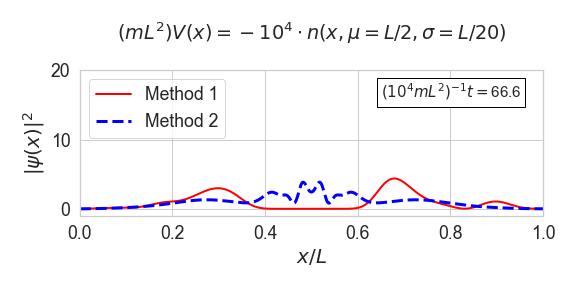 (mL²)V(x) = −10⁴ · n(x, μ = L/2, σ = L/20)
20
10
0
|ψ(x)|²
Method 1
Method 2
(10⁴mL²)⁻¹t = 66.6
0.0 0.2 0.4 0.6 0.8 1.0
x/L